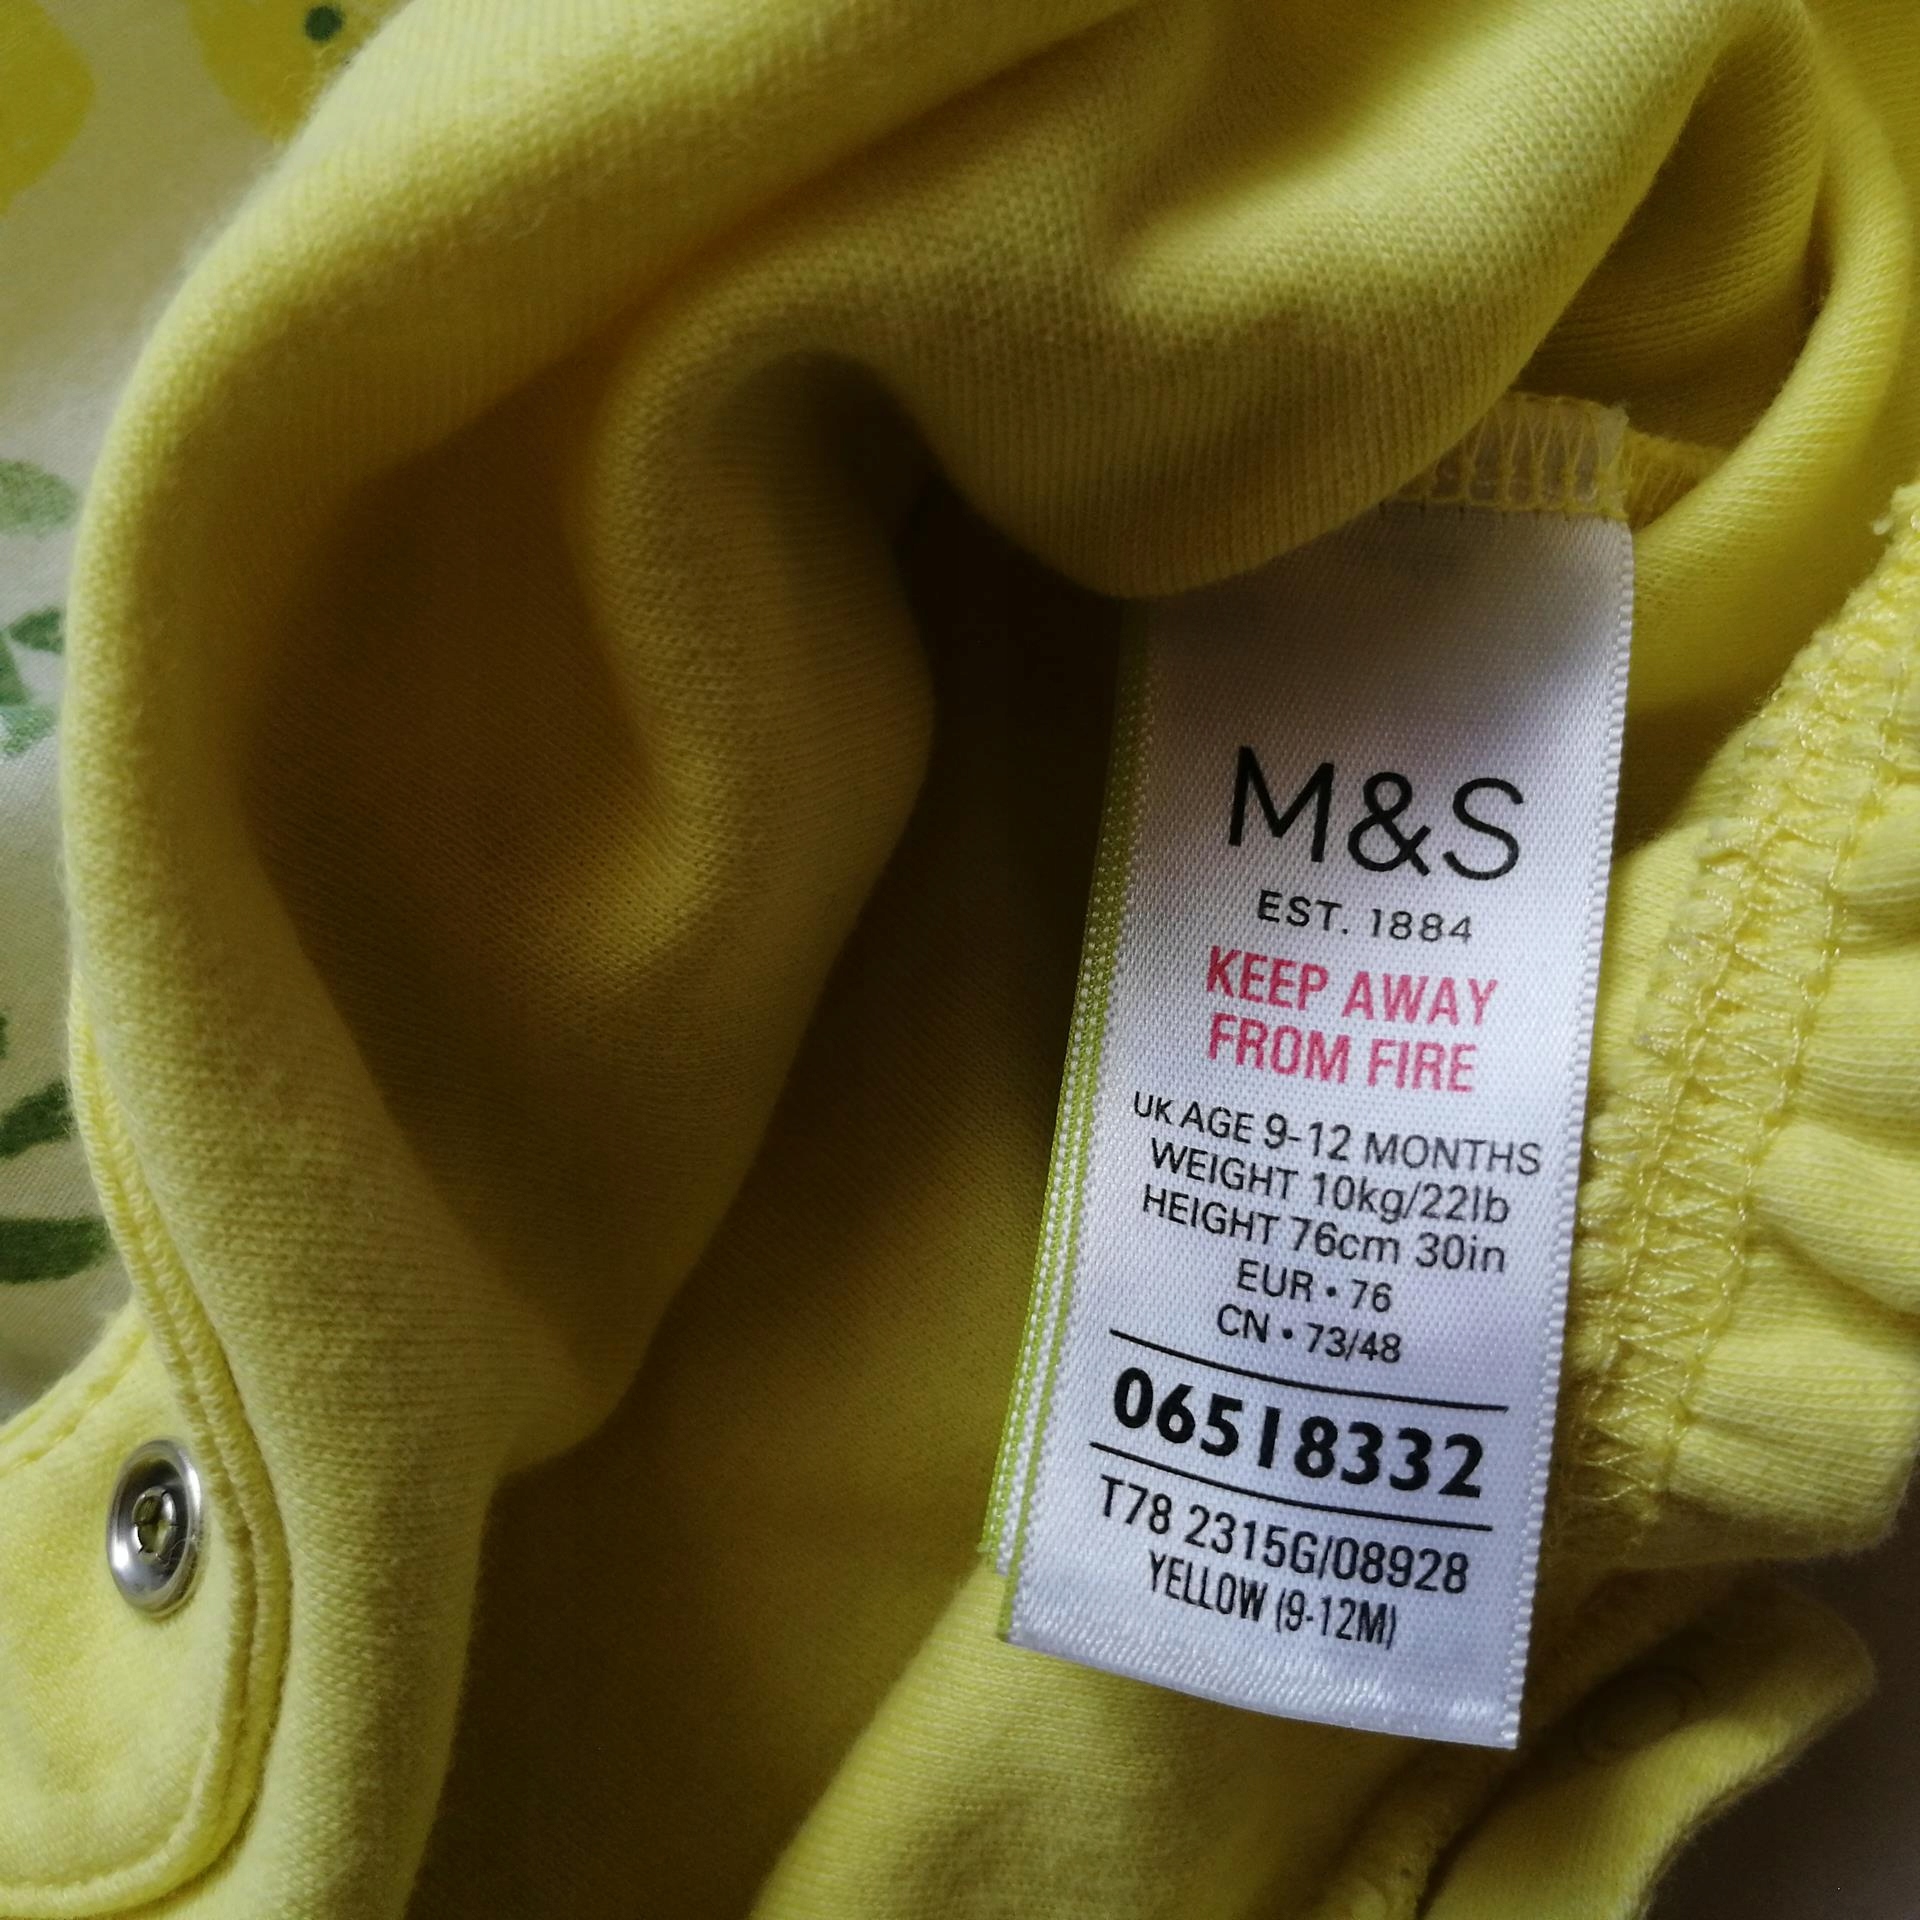 M&S
EST. 1884
KEEP AWAY
FROM FIRE
UK AGE 9-12 MONTHS
WEIGHT 10kg/22lb
HEIGHT 76cm 30in
EUR • 76
CN • 73/48
06518332
T78 2315G/08928
YELLOW (9-12M)